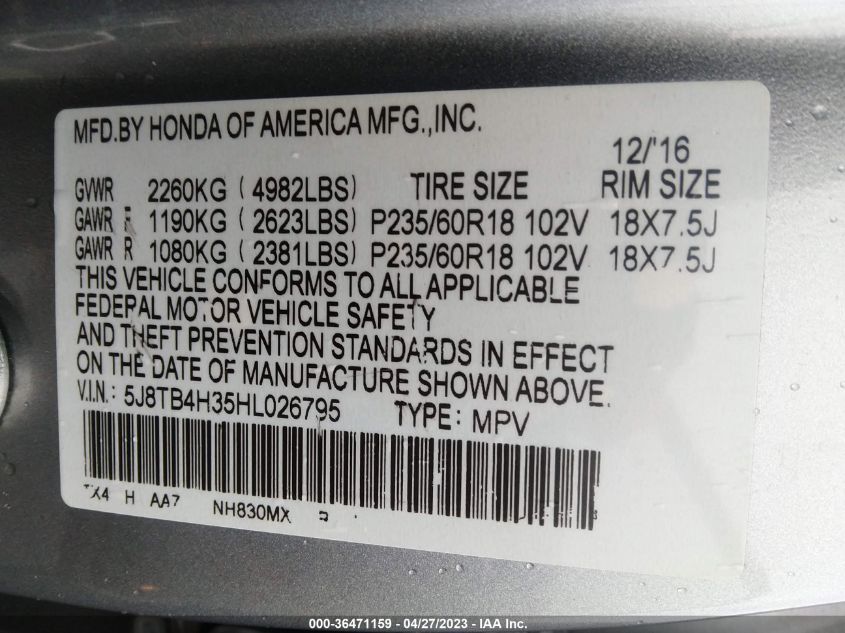 MFD.BY HONDA OF AMERICA MFG.,INC.
12/'16
GVWR 2260KG ( 4982LBS) TIRE SIZE RIM SIZE
GAWR F 1190KG ( 2623LBS) P235/60R18 102V 18X7.5J
GAWR R 1080KG ( 2381LBS) P235/60R18 102V 18X7.5J
THIS VEHICLE CONFORMS TO ALL APPLICABLE
FEDERAL MOTOR VEHICLE SAFETY
AND THEFT PREVENTION STANDARDS IN EFFECT
ON THE DATE OF MANUFACTURE SHOWN ABOVE.
V.I.N.: 5J8TB4H35HL026795 TYPE: MPV
TX4 H AA7 NH830MX
000-36471159 - 04/27/2023 - IAA Inc.